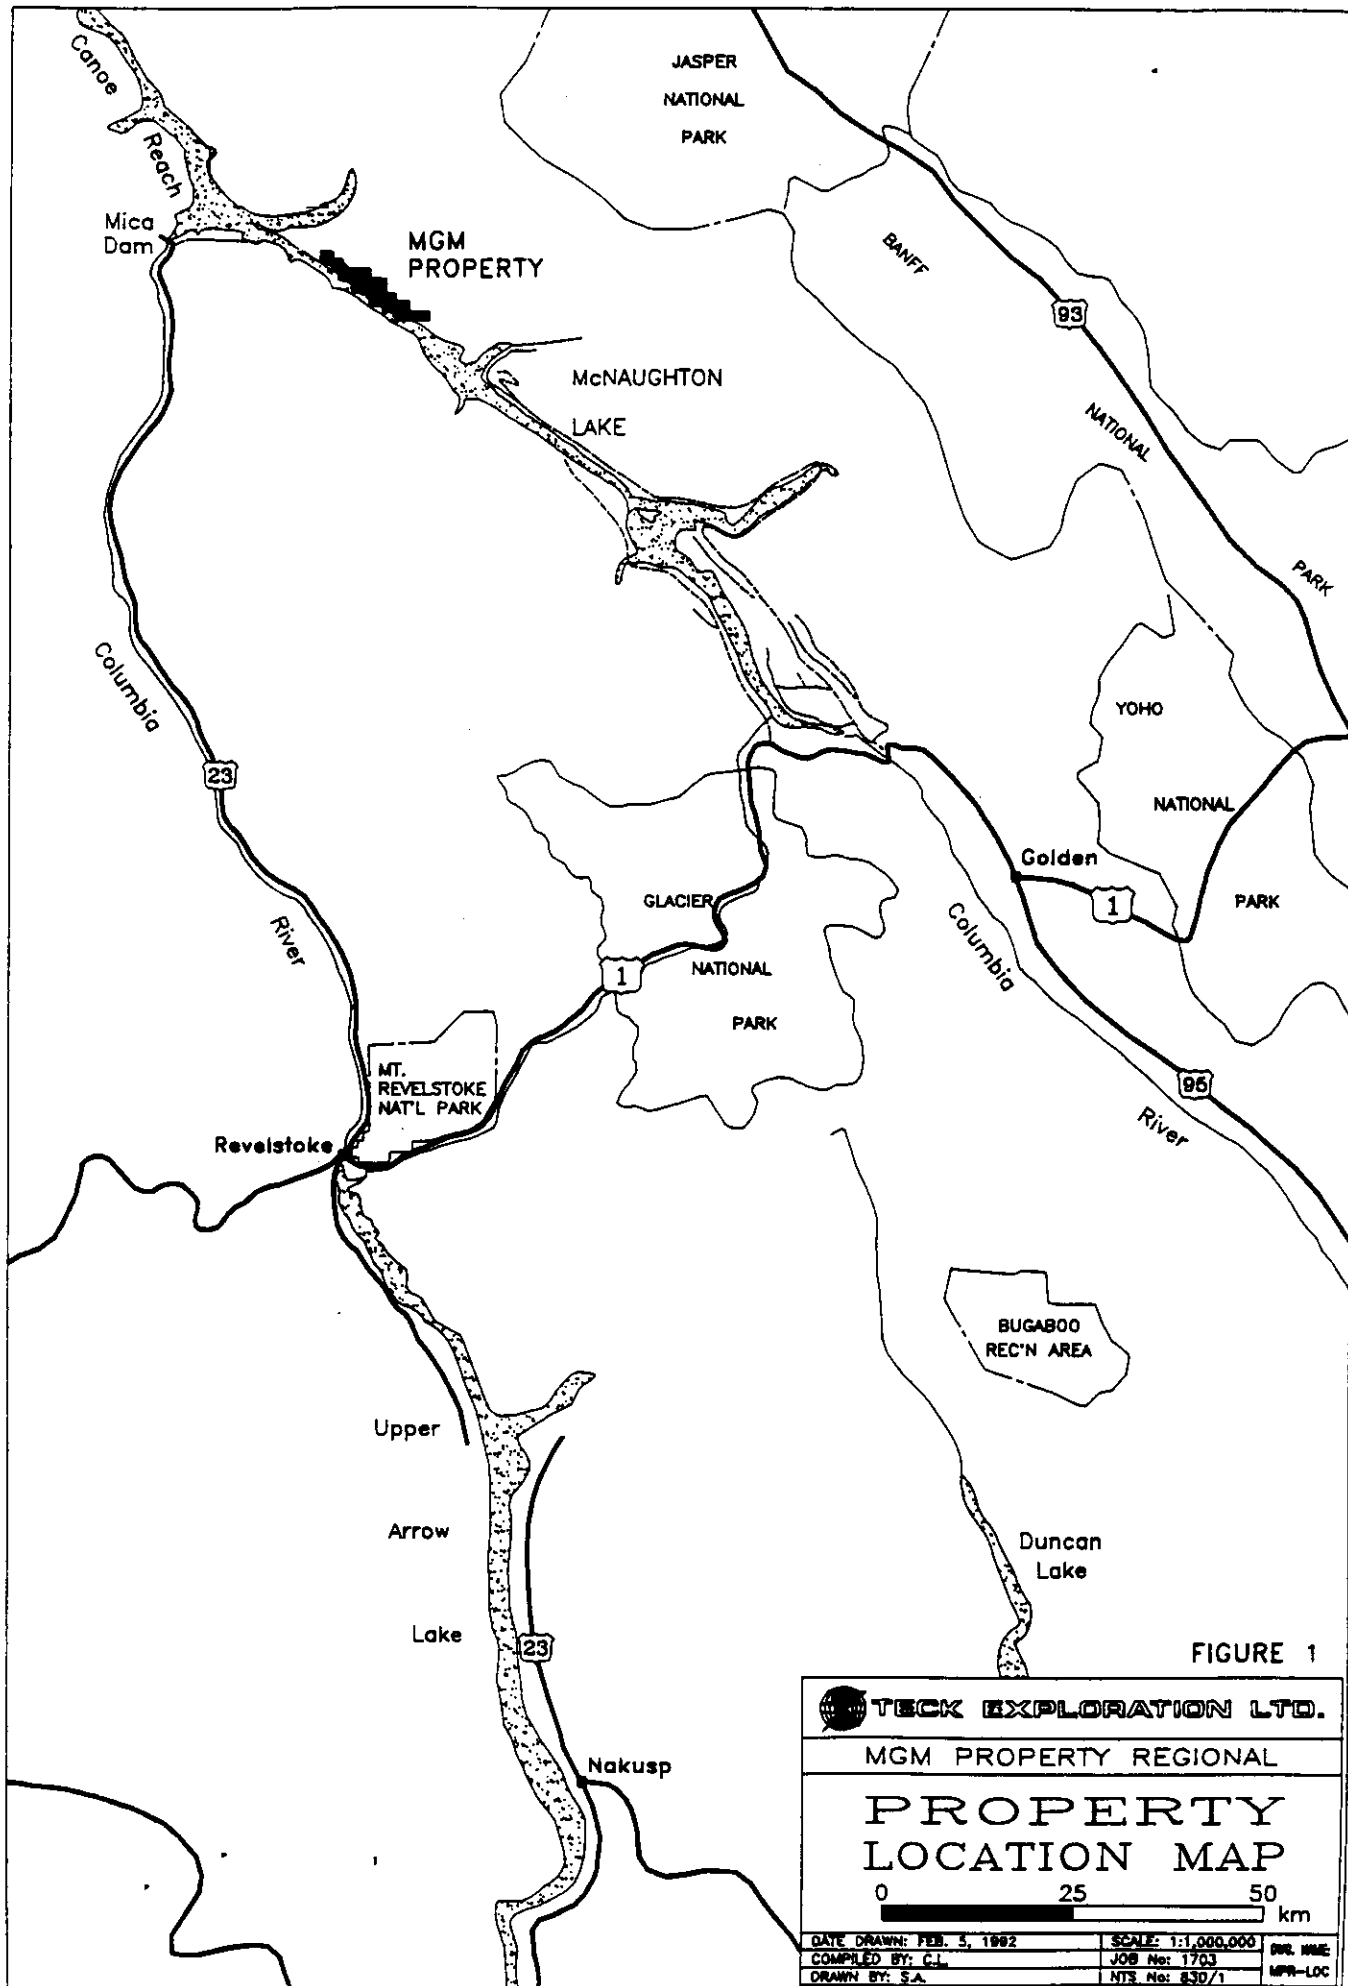 Canoe
Reach
Mica
Dam
MGM
PROPERTY
JASPER
NATIONAL
PARK
BANFF
NATIONAL
PARK
93
McNAUGHTON
LAKE
Columbia
River
23
YOHO
NATIONAL
PARK
Golden
1
GLACIER
NATIONAL
PARK
1
Columbia
River
95
MT.
REVELSTOKE
NAT'L PARK
Revelstoke
BUGABOO
REC'N AREA
Upper
Arrow
Lake
23
Duncan
Lake
Nakusp
FIGURE 1
TECK EXPLORATION LTD.
MGM PROPERTY REGIONAL
PROPERTY
LOCATION MAP
0 25 50
km
DATE DRAWN: FEB. 5, 1992
SCALE: 1:1,000,000
DWG. NAME:
COMPILED BY: C.L.
JOB No: 1703
MPR-LOC
DRAWN BY: S.A.
NTS No: 83D/1